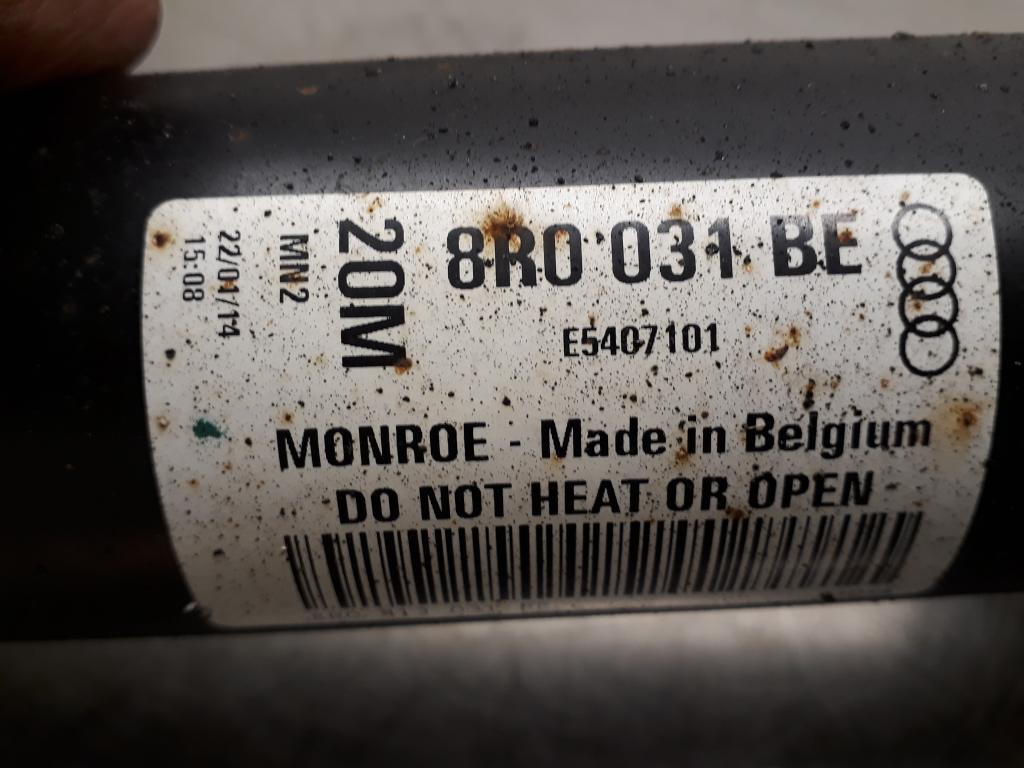 8R0 031 BE
E5407101
MONROE - Made in Belgium
DO NOT HEAT OR OPEN
20M
MN2
22/01/14
15:08